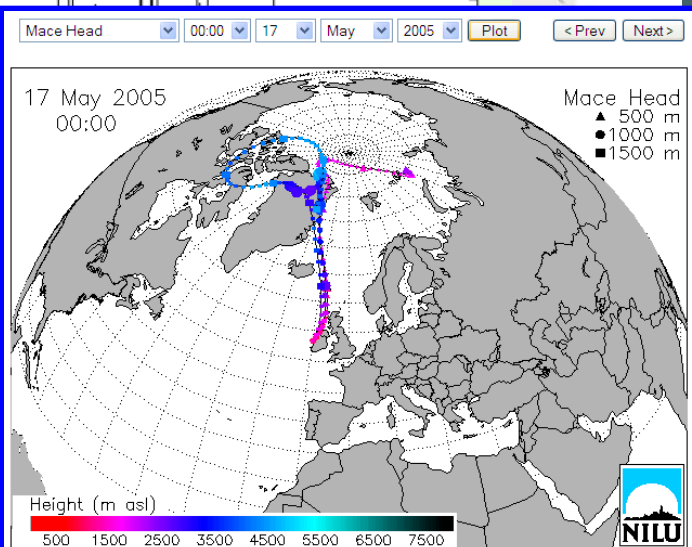 Mace Head 00:00 17 May 2005 Plot < Prev Next >
17 May 2005
00:00
Mace Head
▲ 500 m
● 1000 m
■ 1500 m
Height (m asl)
500 1500 2500 3500 4500 5500 6500 7500
NILU